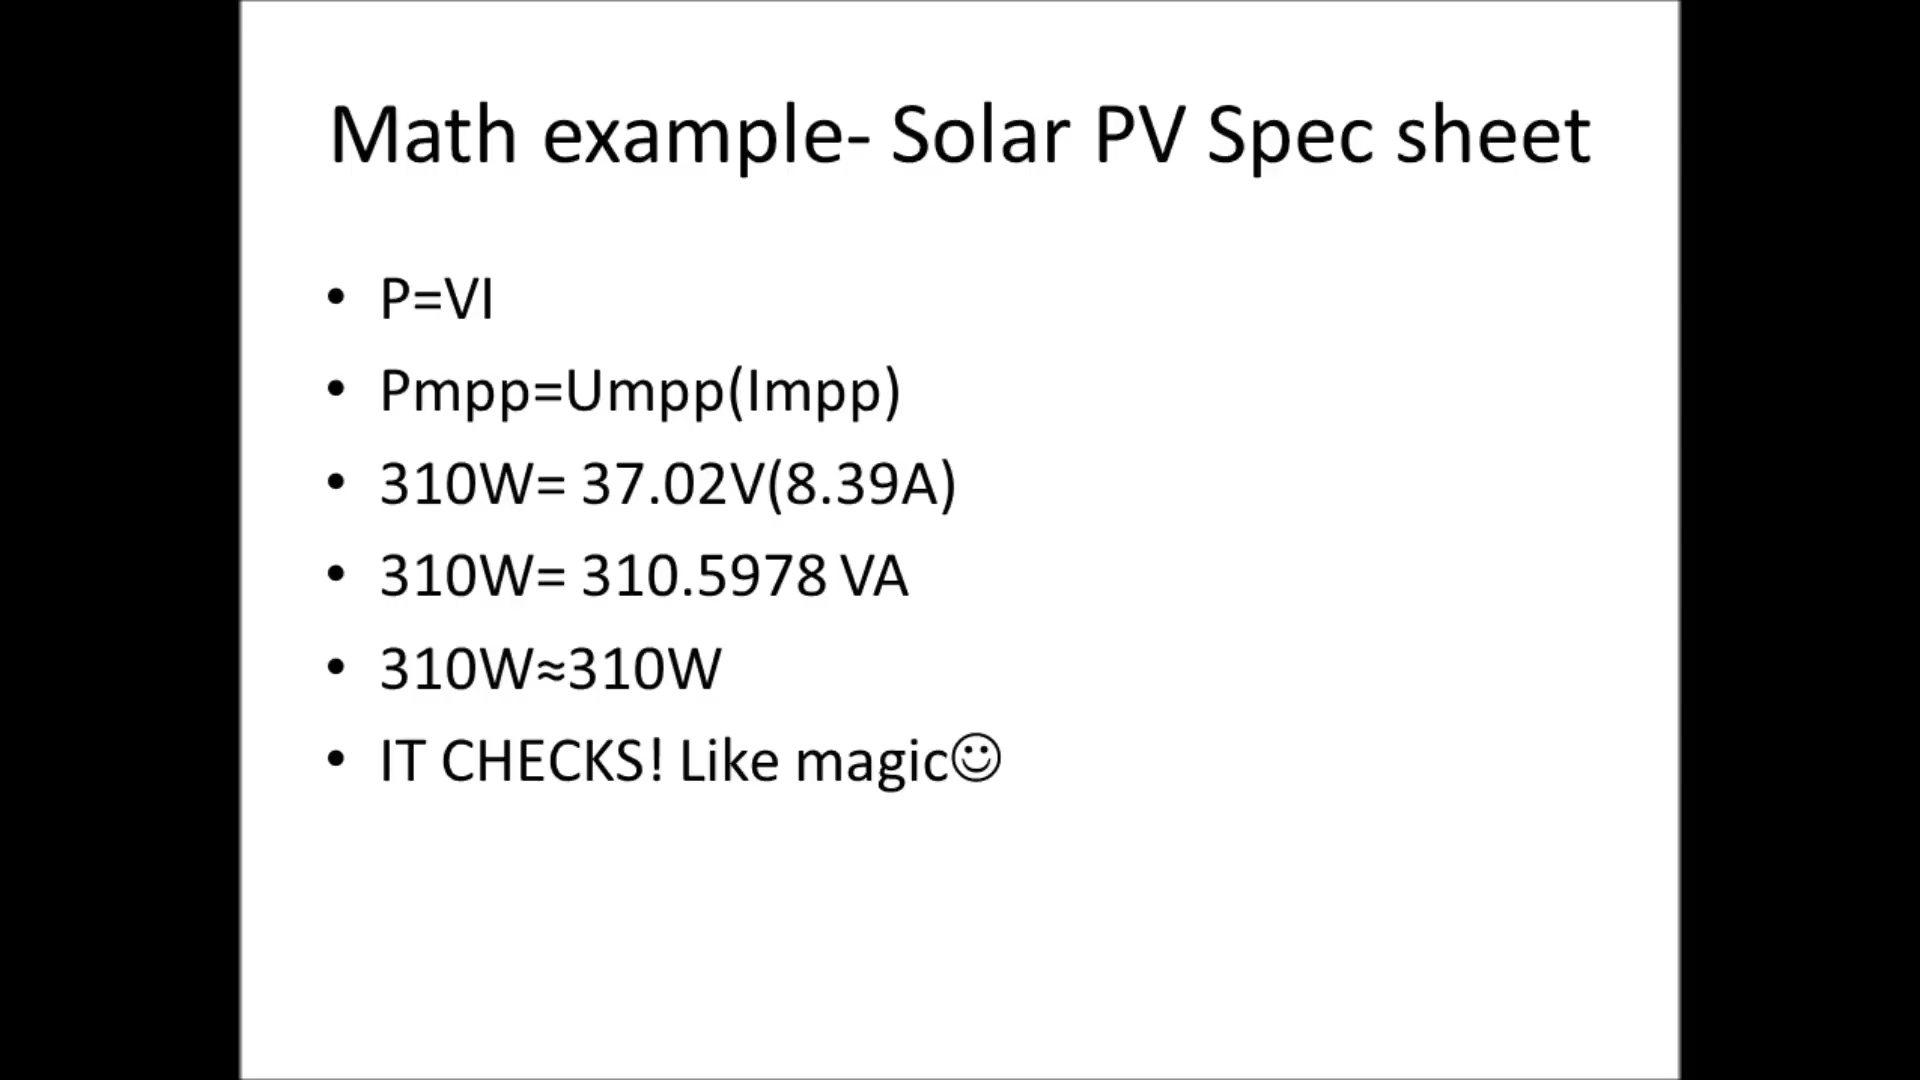 Math example- Solar PV Spec sheet
• P=VI
• Pmpp=Umpp(Impp)
• 310W= 37.02V(8.39A)
• 310W= 310.5978 VA
• 310W≈310W
• IT CHECKS! Like magic☺